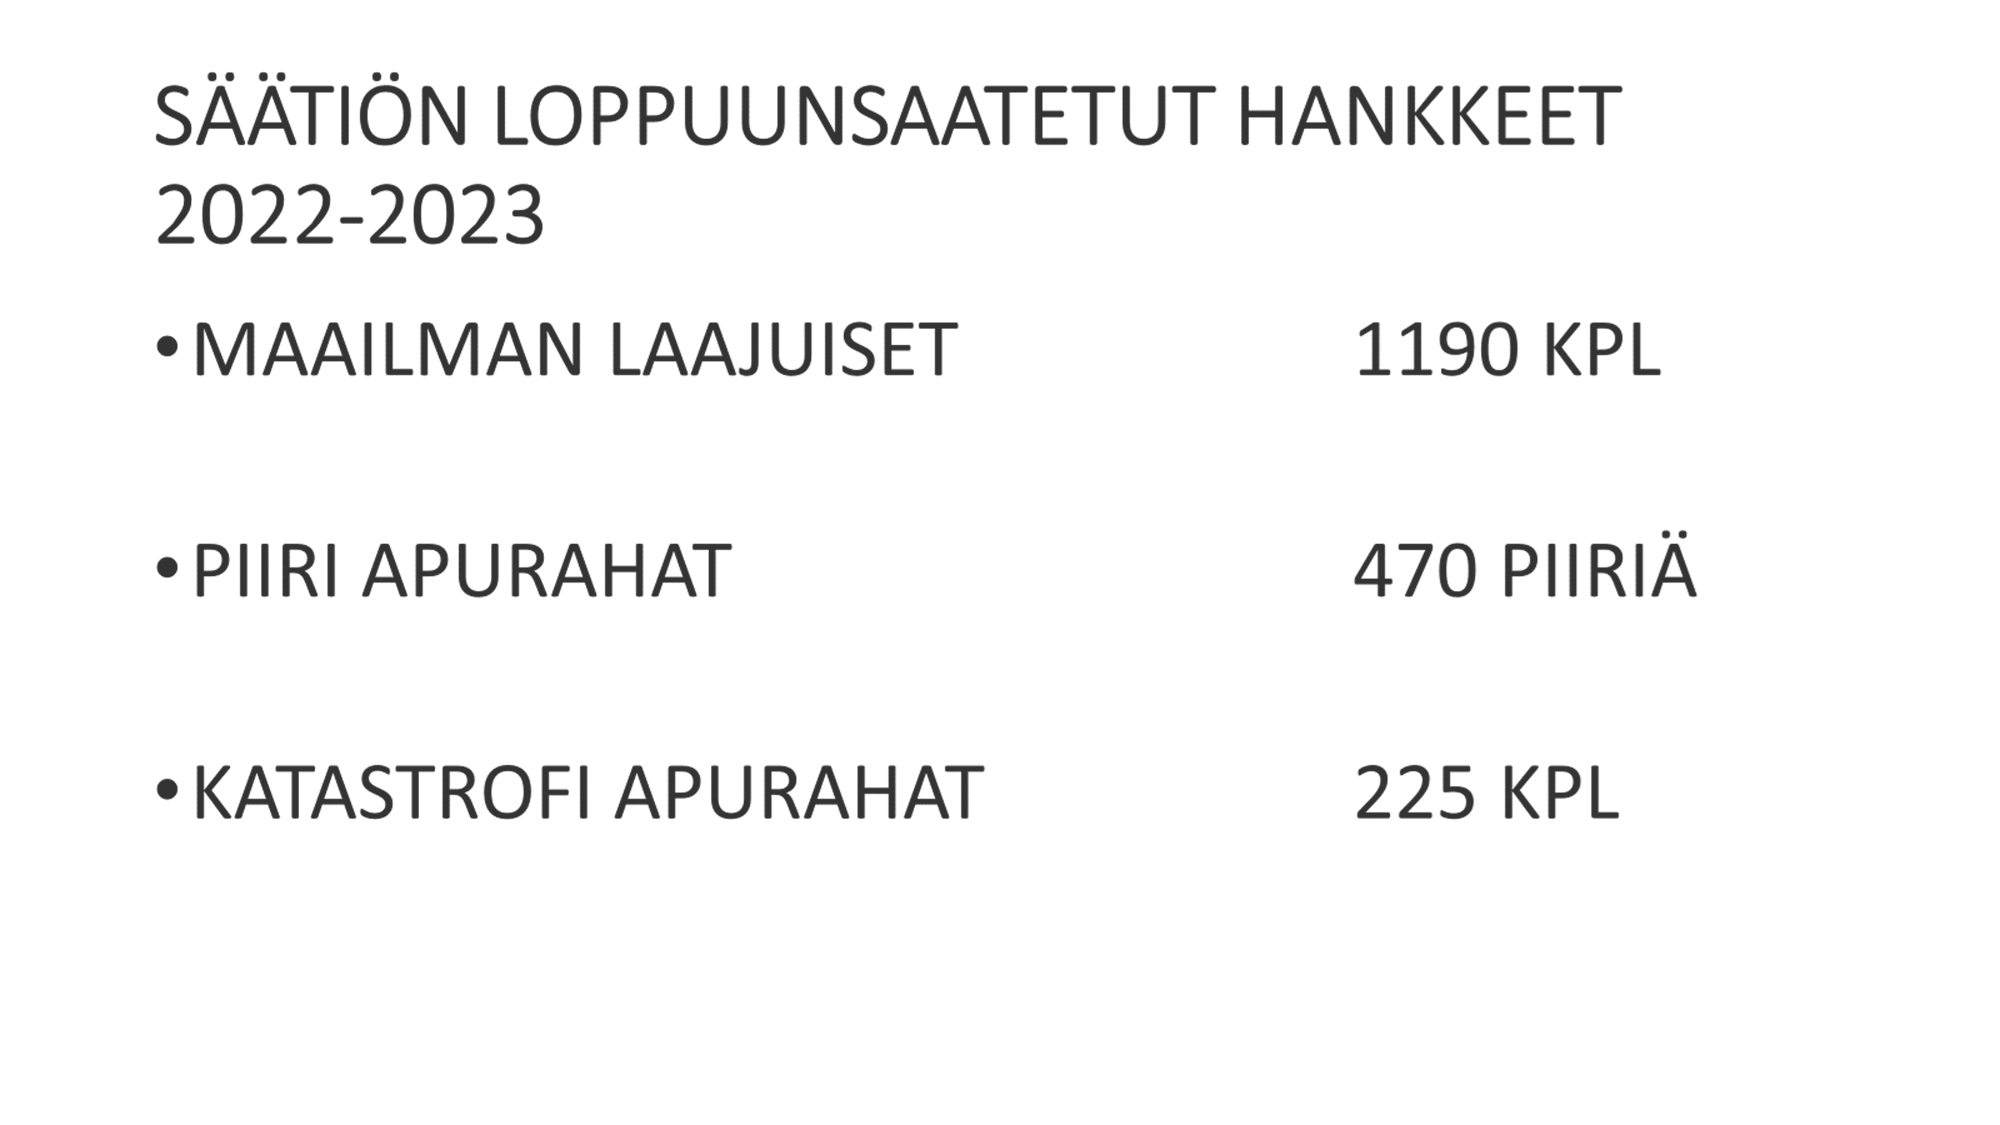 SÄÄTIÖN LOPPUUNSAATETUT HANKKEET
2022-2023
•MAAILMAN LAAJUISET 1190 KPL
•PIIRI APURAHAT 470 PIIRIÄ
•KATASTROFI APURAHAT 225 KPL